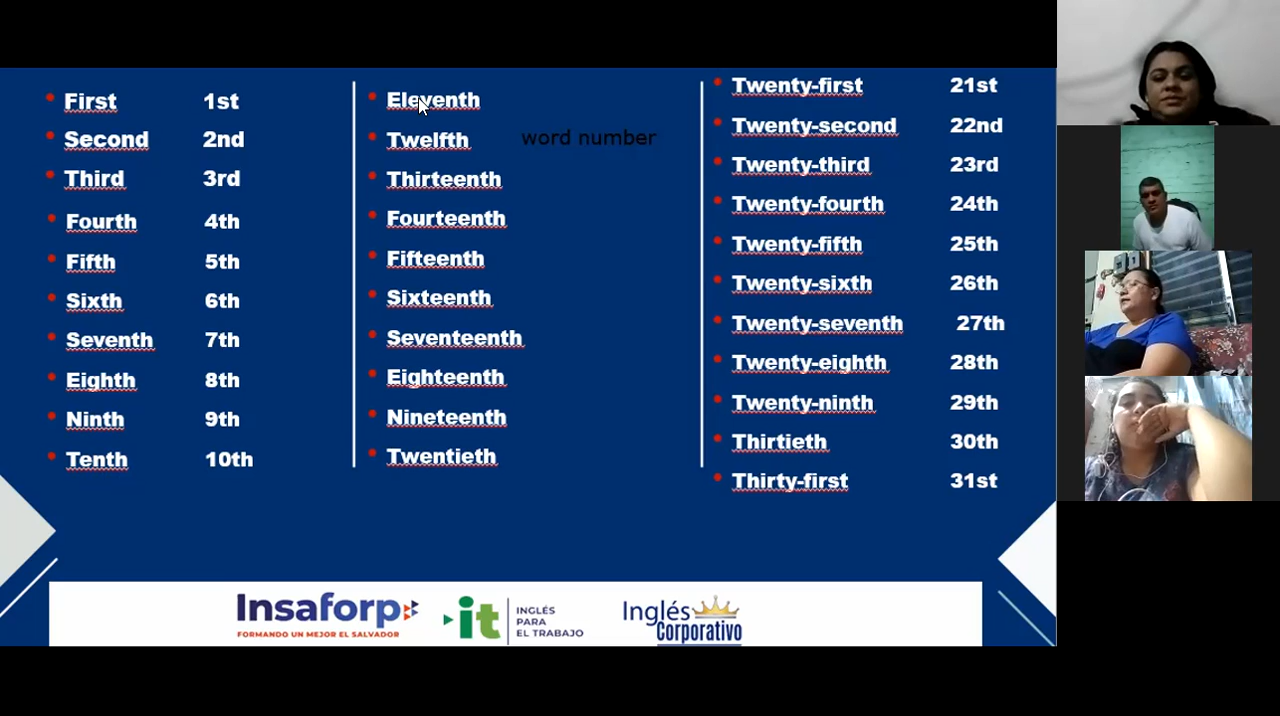 First 1st
Second 2nd
Third 3rd
Fourth 4th
Fifth 5th
Sixth 6th
Seventh 7th
Eighth 8th
Ninth 9th
Tenth 10th
Eleventh
Twelfth word number
Thirteenth
Fourteenth
Fifteenth
Sixteenth
Seventeenth
Eighteenth
Nineteenth
Twentieth
Twenty-first 21st
Twenty-second 22nd
Twenty-third 23rd
Twenty-fourth 24th
Twenty-fifth 25th
Twenty-sixth 26th
Twenty-seventh 27th
Twenty-eighth 28th
Twenty-ninth 29th
Thirtieth 30th
Thirty-first 31st
Insaforp
FORMANDO UN MEJOR EL SALVADOR
it
INGLÉS
PARA
EL TRABAJO
Inglés
Corporativo